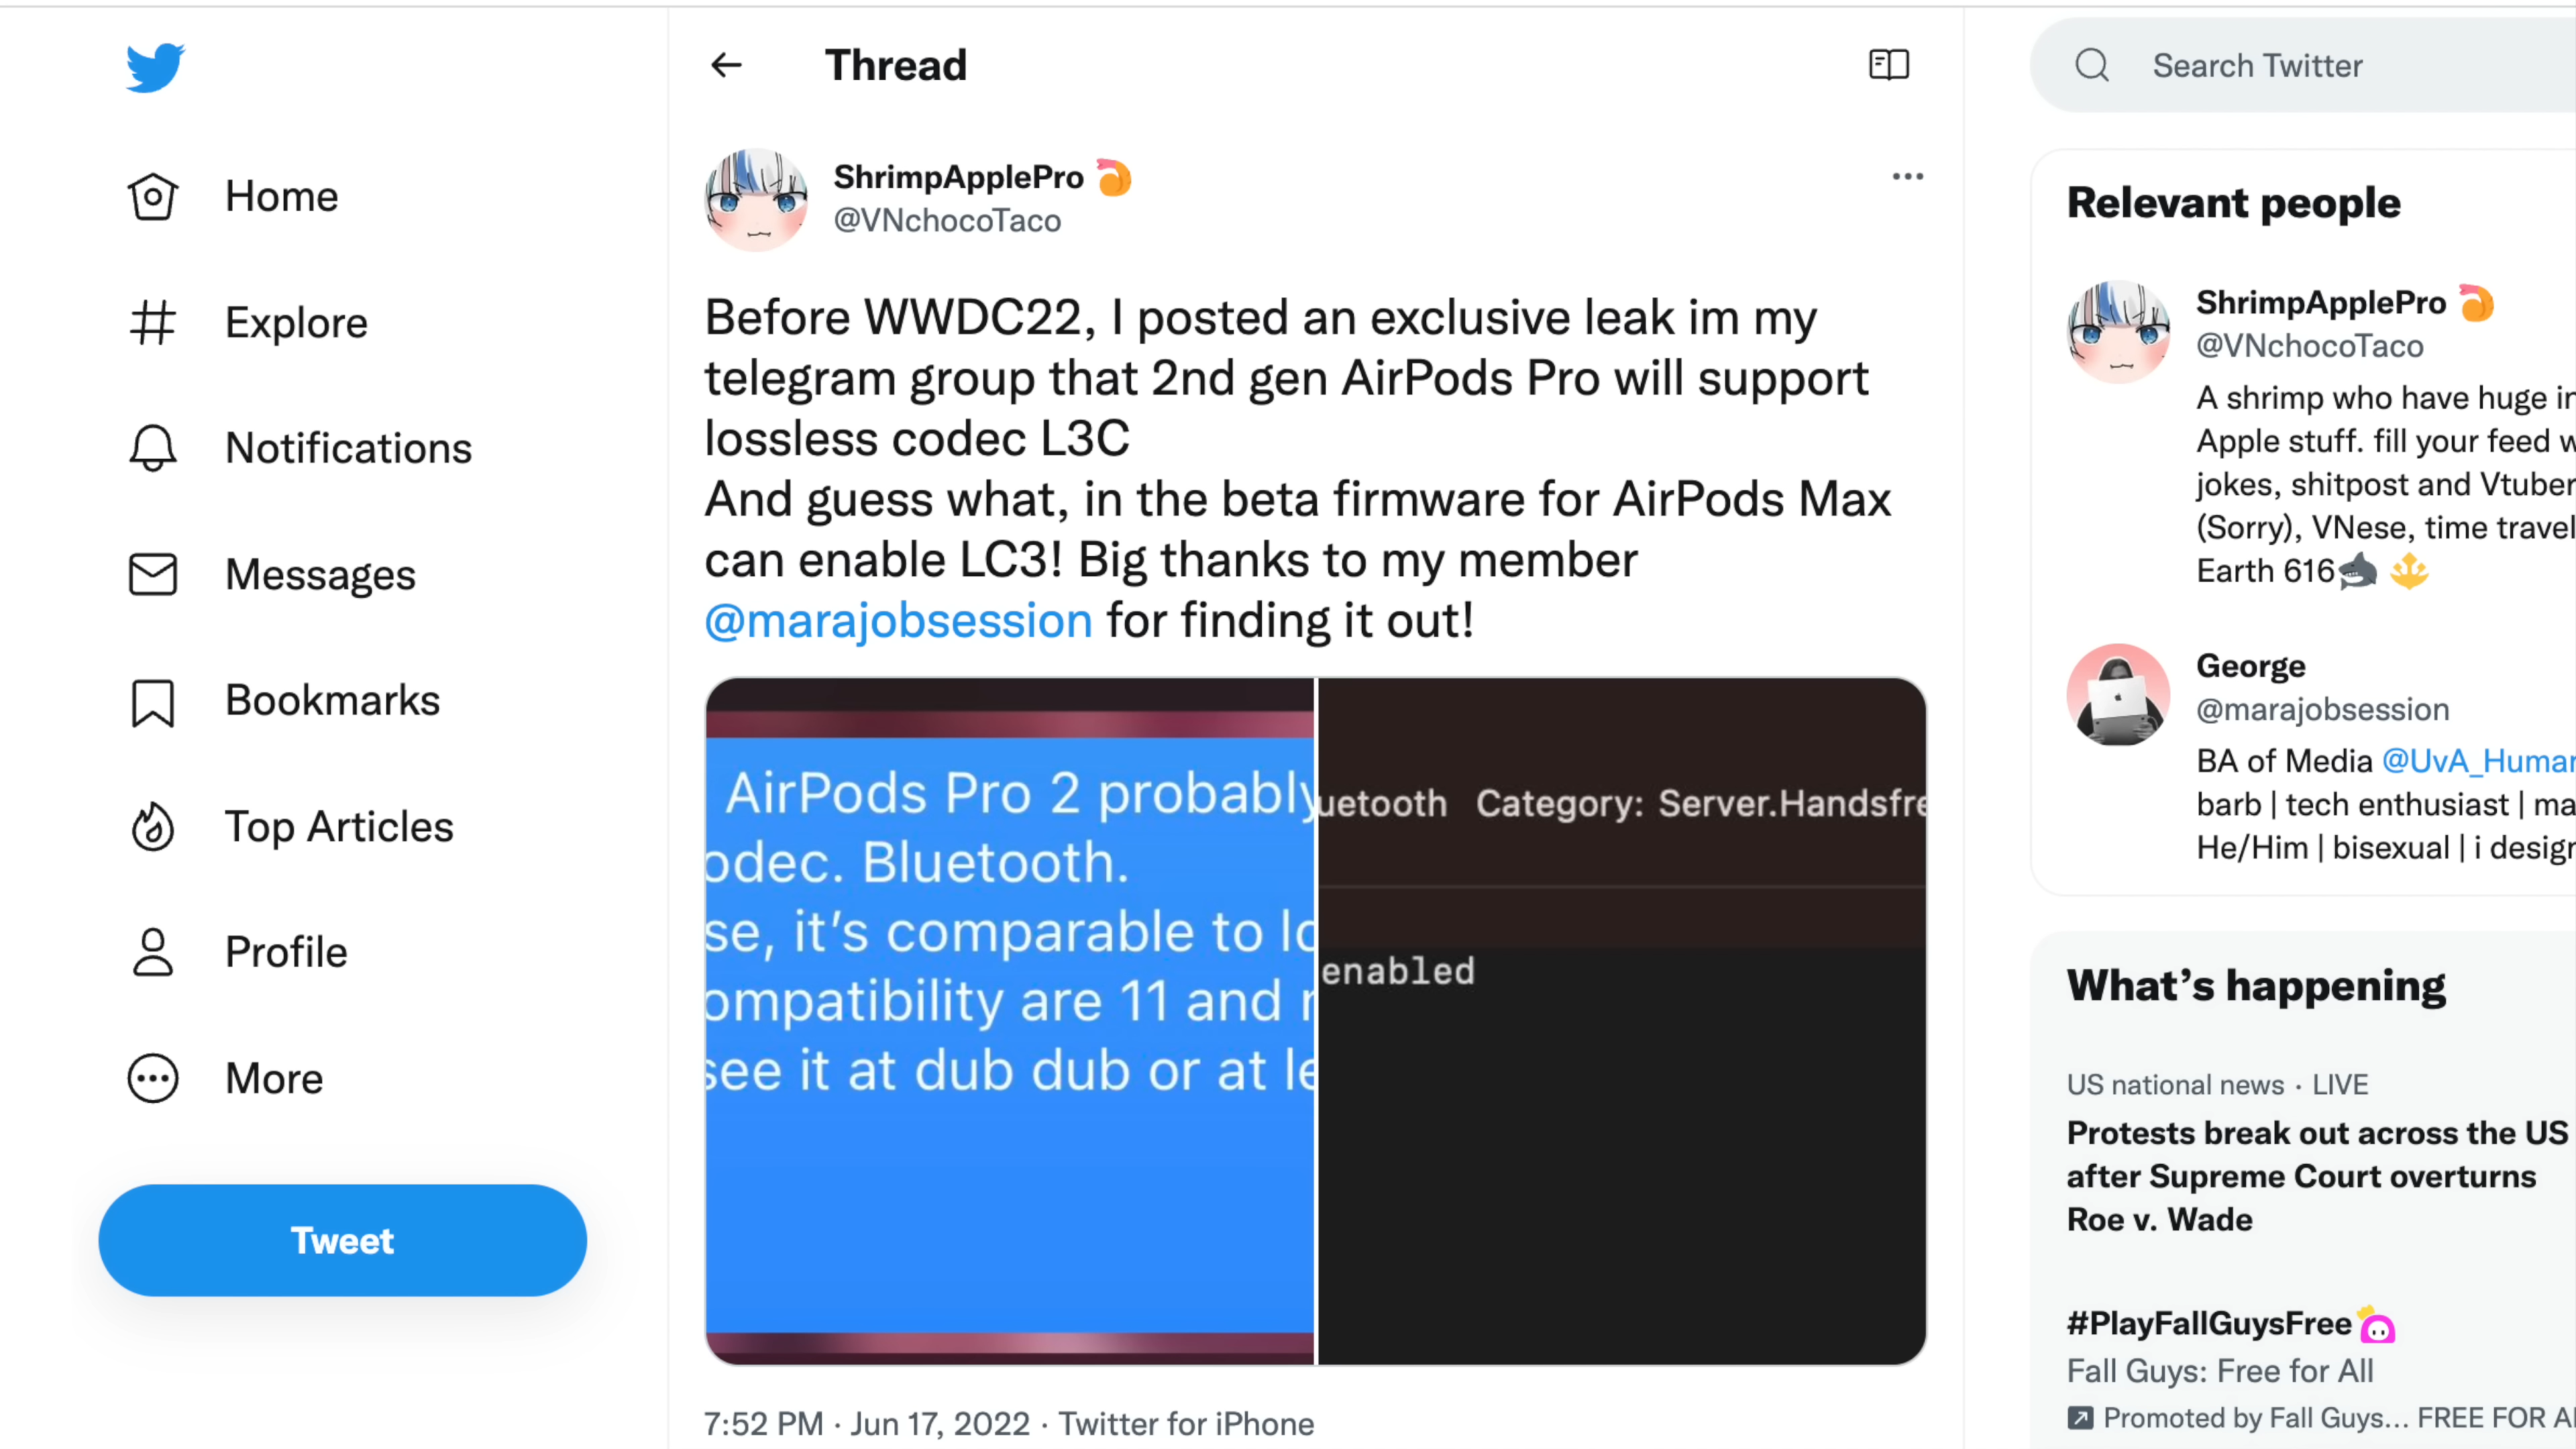 Thread
Search Twitter
Home
Explore
Notifications
Messages
Bookmarks
Top Articles
Profile
More
Tweet
ShrimpApplePro 🍤
@VNchocoTaco
Before WWDC22, I posted an exclusive leak im my
telegram group that 2nd gen AirPods Pro will support
lossless codec L3C
And guess what, in the beta firmware for AirPods Max
can enable LC3! Big thanks to my member
@marajobsession for finding it out!
AirPods Pro 2 probably
odec. Bluetooth.
se, it's comparable to lo
ompatibility are 11 and
see it at dub dub or at le
uetooth Category: Server.Handsfre
enabled
7:52 PM · Jun 17, 2022 · Twitter for iPhone
Relevant people
ShrimpApplePro 🍤
@VNchocoTaco
A shrimp who have huge in
Apple stuff. fill your feed w
jokes, shitpost and Vtuber
(Sorry), VNese, time travel
Earth 616🦈 🔱
George
@marajobsession
BA of Media @UvA_Human
barb | tech enthusiast | ma
He/Him | bisexual | i design
What's happening
US national news · LIVE
Protests break out across the US
after Supreme Court overturns
Roe v. Wade
#PlayFallGuysFree
Fall Guys: Free for All
Promoted by Fall Guys... FREE FOR A